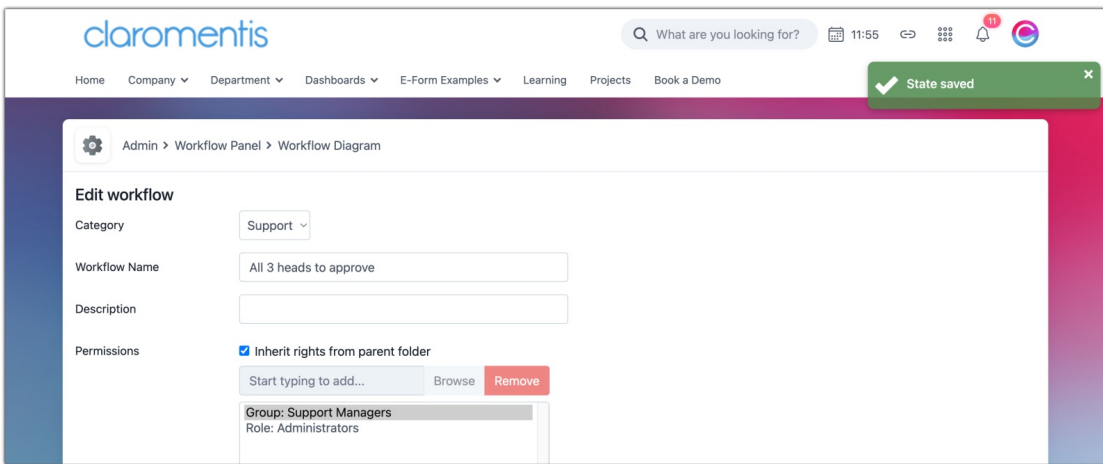 claromentis
What are you looking for?
11:55
11
Home Company Department Dashboards E-Form Examples Learning Projects Book a Demo
State saved
×
Admin > Workflow Panel > Workflow Diagram
Edit workflow
Category Support
Workflow Name All 3 heads to approve
Description
Permissions Inherit rights from parent folder
Start typing to add... Browse Remove
Group: Support Managers
Role: Administrators